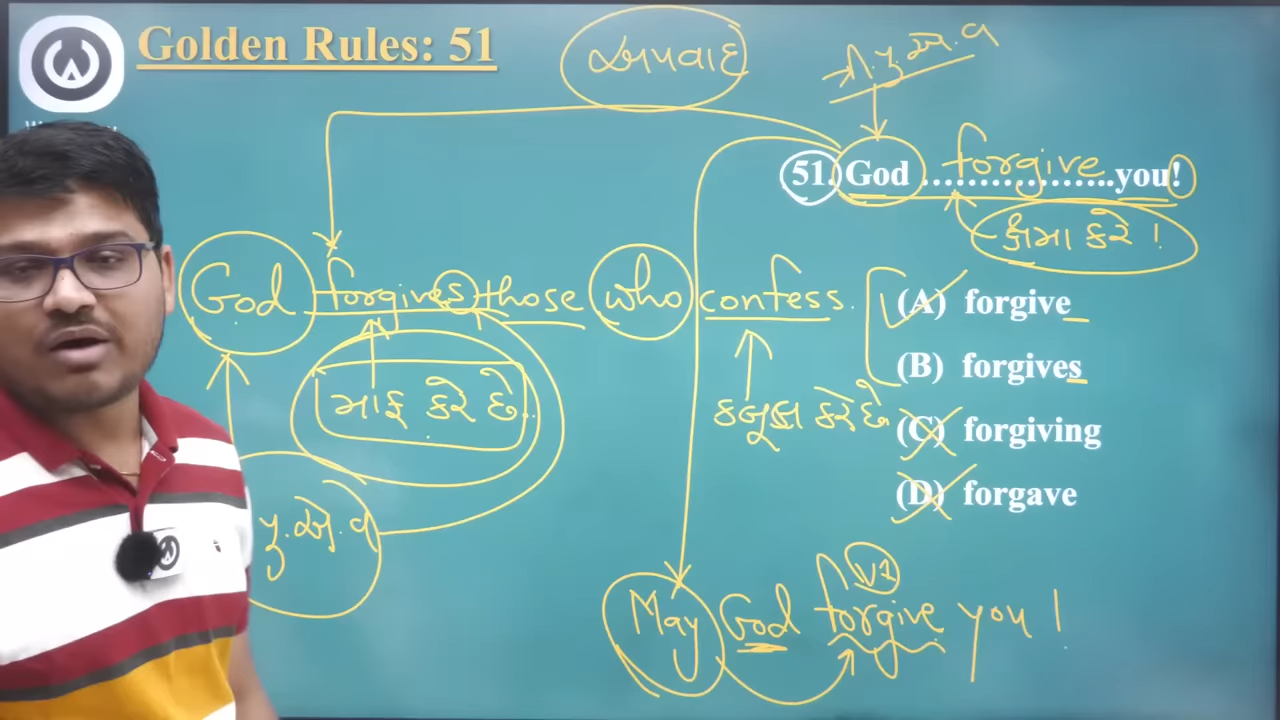 Golden Rules: 51
અપવાદ
ત્રી.પુ.એ.વ
51. God ……………..you!
forgive
ક્ષમા કરે !
God forgives those who confess.
(A) forgive
(B) forgives
(C) forgiving
(D) forgave
માફ કરે છે.
કબૂલ કરે છે
પુ.એ.વ
V1
May God forgive you !